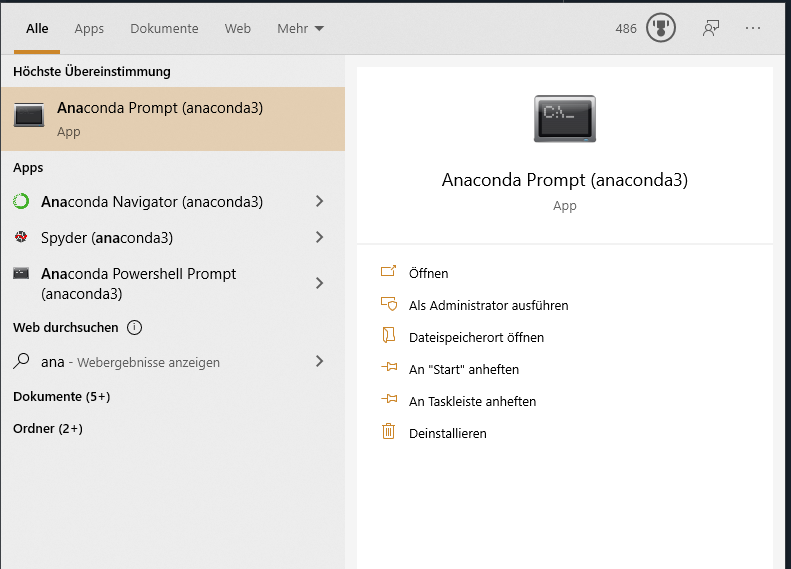 Alle Apps Dokumente Web Mehr 486 ...
Höchste Übereinstimmung
Anaconda Prompt (anaconda3)
App
Apps
Anaconda Navigator (anaconda3)
Spyder (anaconda3)
Anaconda Powershell Prompt
(anaconda3)
Web durchsuchen
ana - Webergebnisse anzeigen
Dokumente (5+)
Ordner (2+)
C:\_
Anaconda Prompt (anaconda3)
App
Öffnen
Als Administrator ausführen
Dateispeicherort öffnen
An "Start" anheften
An Taskleiste anheften
Deinstallieren